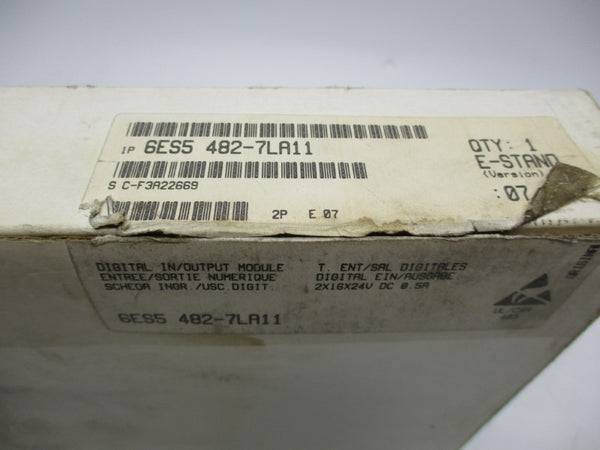 1P 6ES5 482-7LA11
QTY: 1
E-STAND
(Version)
: 07
S C-F3A22669
2P E 07
DIGITAL IN/OUTPUT MODULE
ENTREE/SORTIE NUMERIQUE
SCHEDA INGR./USC.DIGIT.
T. ENT/SAL DIGITALES
DIGITAL EIN/AUSGABE
2X16X24V DC 0.5A
6ES5 482-7LA11